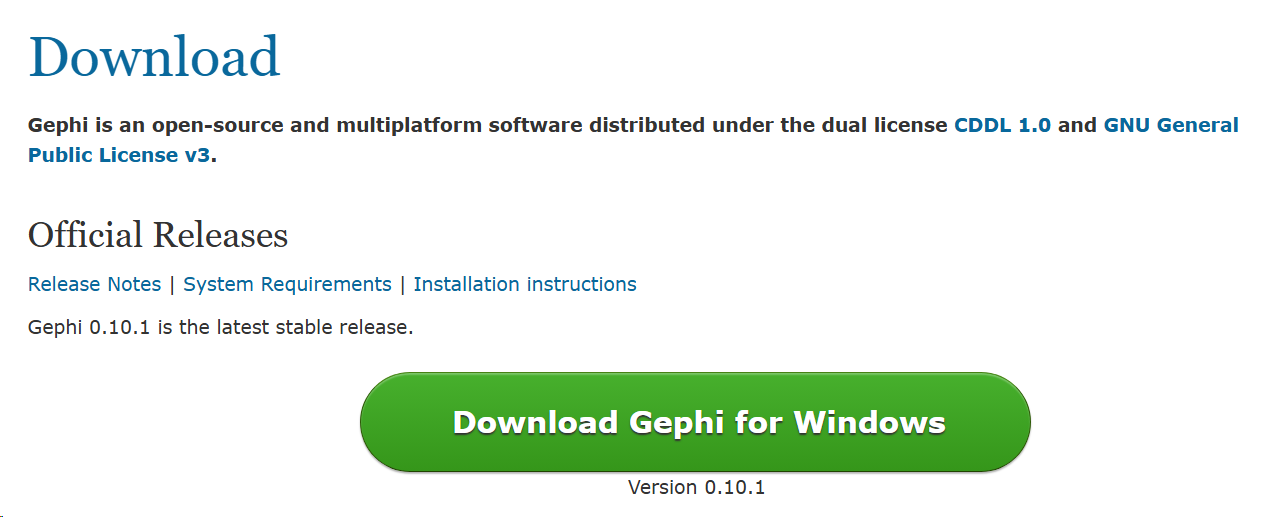 Download
Gephi is an open-source and multiplatform software distributed under the dual license CDDL 1.0 and GNU General
Public License v3.
Official Releases
Release Notes | System Requirements | Installation instructions
Gephi 0.10.1 is the latest stable release.
Download Gephi for Windows
Version 0.10.1